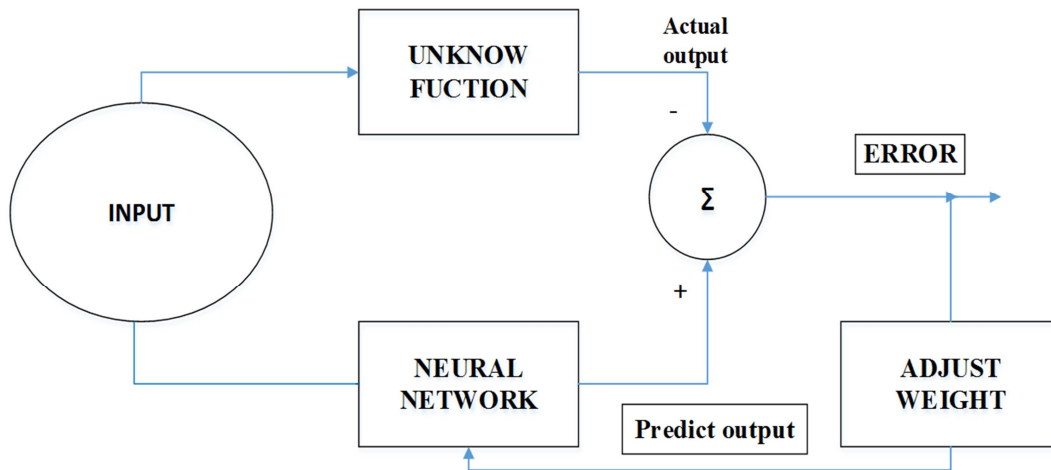 UNKNOW
FUCTION
Actual
output
-
ERROR
INPUT
Σ
+
NEURAL
NETWORK
Predict output
ADJUST
WEIGHT